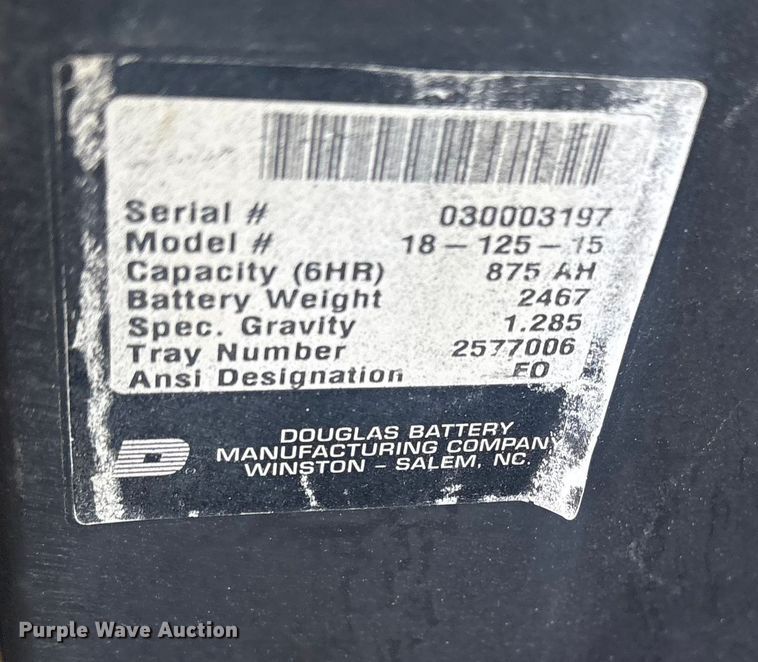 Serial # 030003197
Model # 18-125-15
Capacity (6HR) 875 AH
Battery Weight 2467
Spec. Gravity 1.285
Tray Number 2577006
Ansi Designation EO
DOUGLAS BATTERY
MANUFACTURING COMPANY
WINSTON - SALEM, NC.
Purple Wave Auction